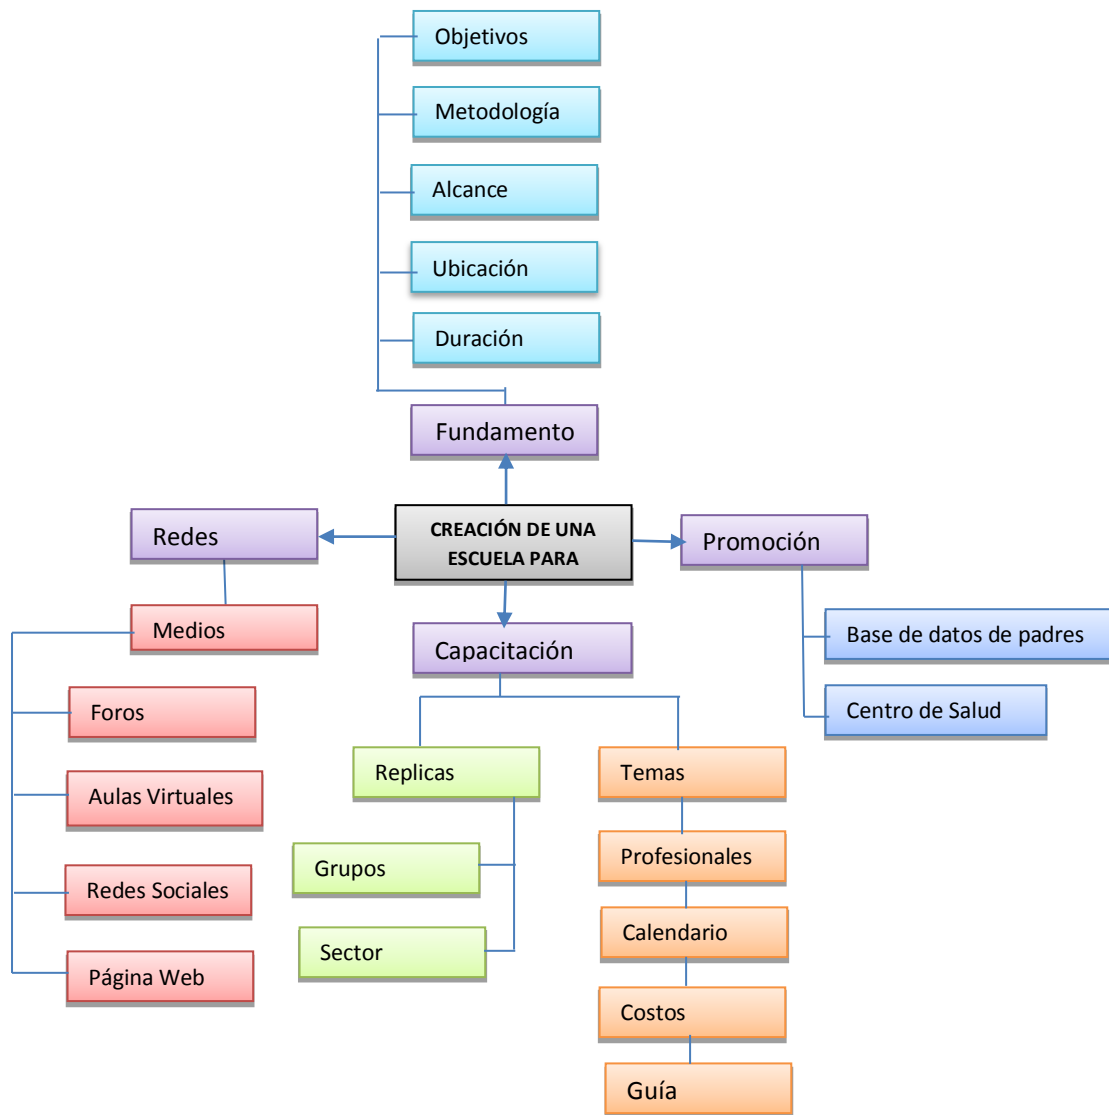 Objetivos
Metodología
Alcance
Ubicación
Duración
Fundamento
Redes
CREACIÓN DE UNA
ESCUELA PARA
Promoción
Medios
Base de datos de padres
Capacitación
Foros
Centro de Salud
Replicas
Temas
Aulas Virtuales
Profesionales
Grupos
Redes Sociales
Calendario
Sector
Página Web
Costos
Guía